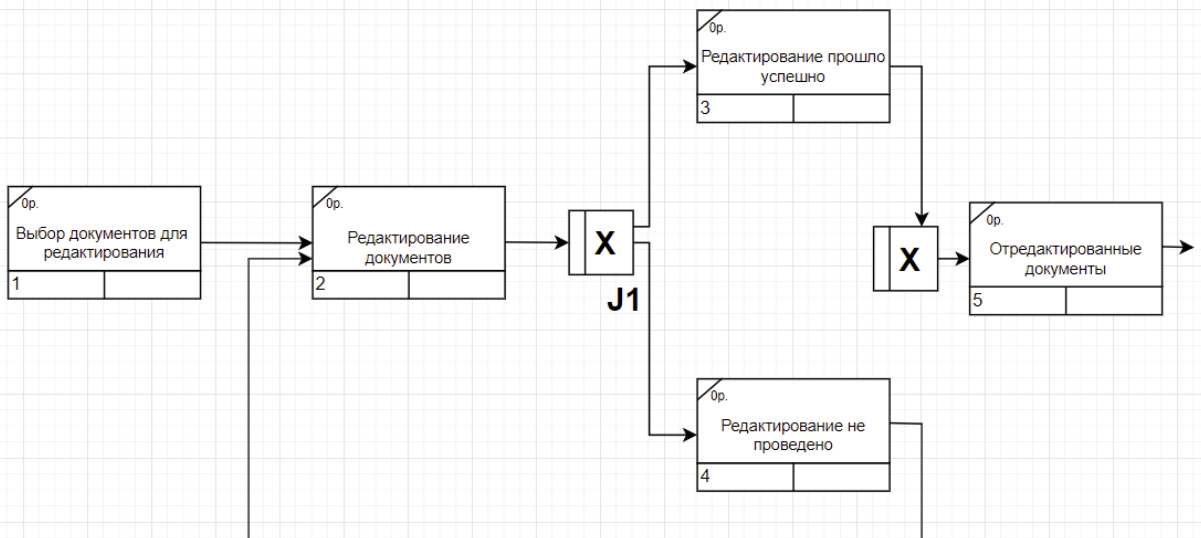 0р.
Редактирование прошло
успешно
3
0р.
Выбор документов для
редактирования
1
0р.
Редактирование
документов
2
X
J1
X
0р.
Отредактированные
документы
5
0р.
Редактирование не
проведено
4